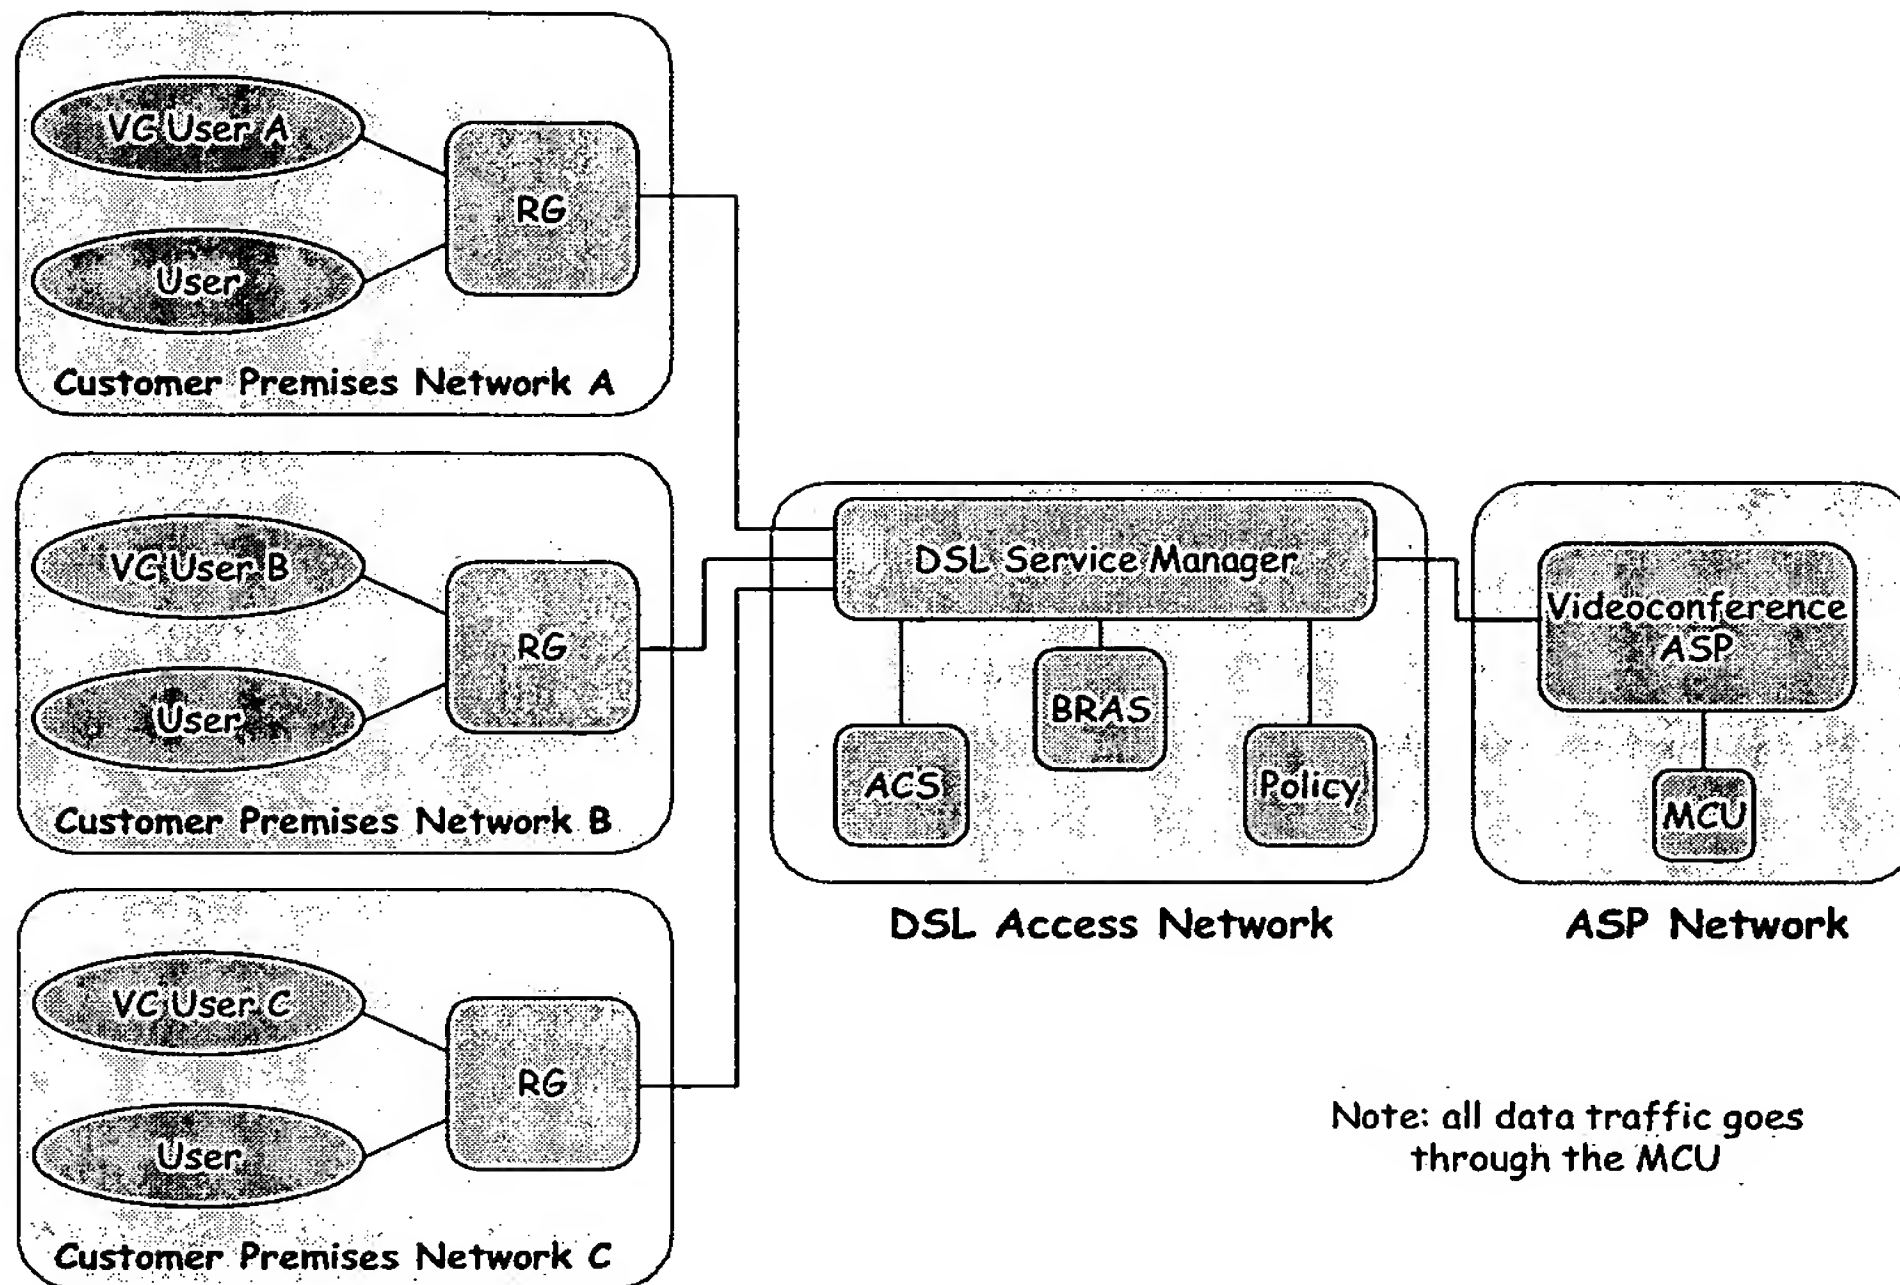 VC User A
RG
User
Customer Premises Network A
VC User B
RG
User
Customer Premises Network B
VC User C
RG
User
Customer Premises Network C
DSL Service Manager
ACS
BRAS
Policy
DSL Access Network
Videoconference
ASP
MCU
ASP Network
Note: all data traffic goes
through the MCU